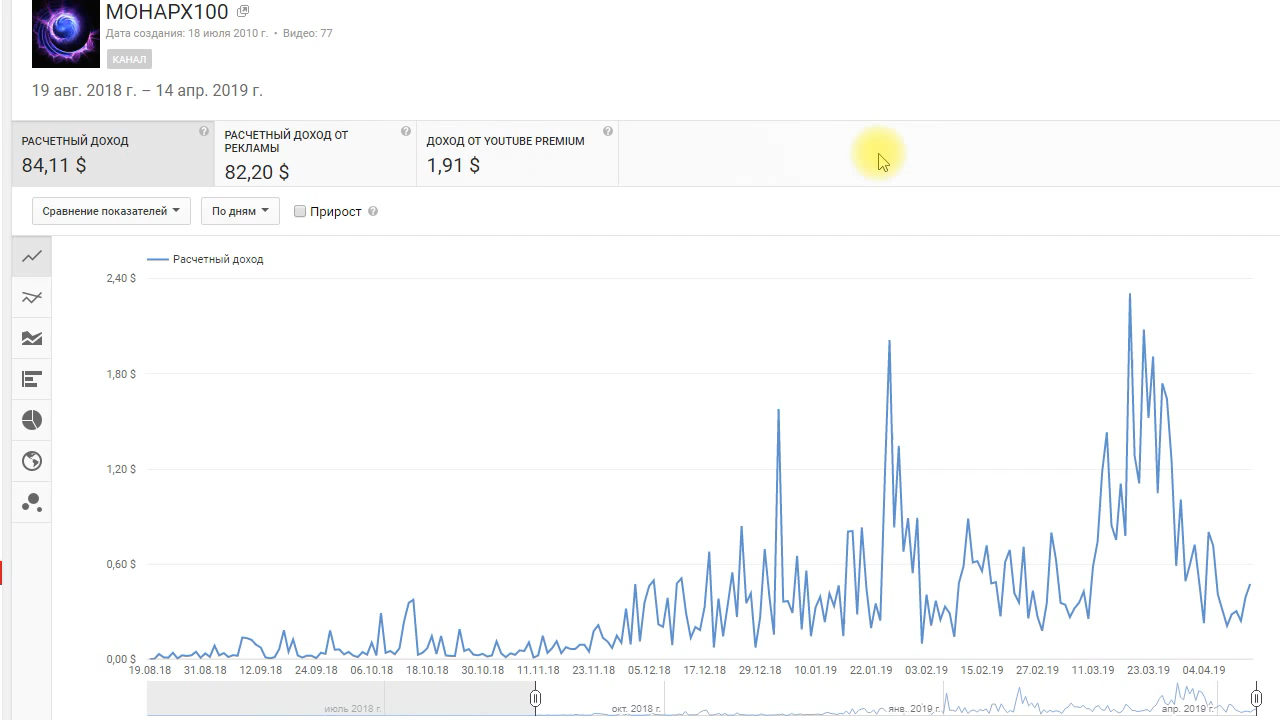 МОНАРХ100
Дата создания: 18 июля 2010 г. • Видео: 77
КАНАЛ
19 авг. 2018 г. – 14 апр. 2019 г.
РАСЧЕТНЫЙ ДОХОД ?
84,11 $
РАСЧЕТНЫЙ ДОХОД ОТ ?
РЕКЛАМЫ
82,20 $
ДОХОД ОТ YOUTUBE PREMIUM ?
1,91 $
Сравнение показателей
По дням
Прирост ?
Расчетный доход
2,40 $
1,80 $
1,20 $
0,60 $
0,00 $
19.08.18 31.08.18 12.09.18 24.09.18 06.10.18 18.10.18 30.10.18 11.11.18 23.11.18 05.12.18 17.12.18 29.12.18 10.01.19 22.01.19 03.02.19 15.02.19 27.02.19 11.03.19 23.03.19 04.04.19
июль 2018 г. окт. 2018 г. янв. 2019 г. апр. 2019 г.